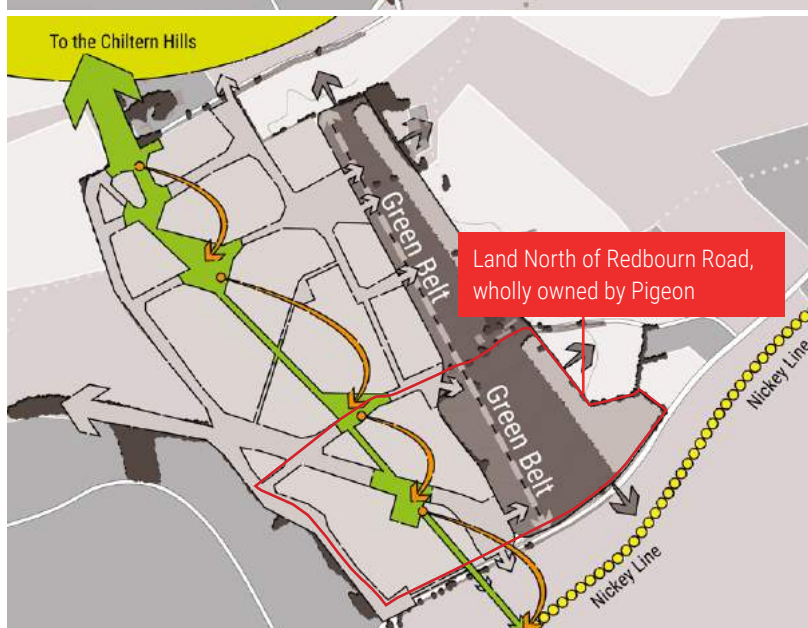 To the Chiltern Hills
Green Belt
Land North of Redbourn Road,
wholly owned by Pigeon
Green Belt
Nickey Line
Nickey Line